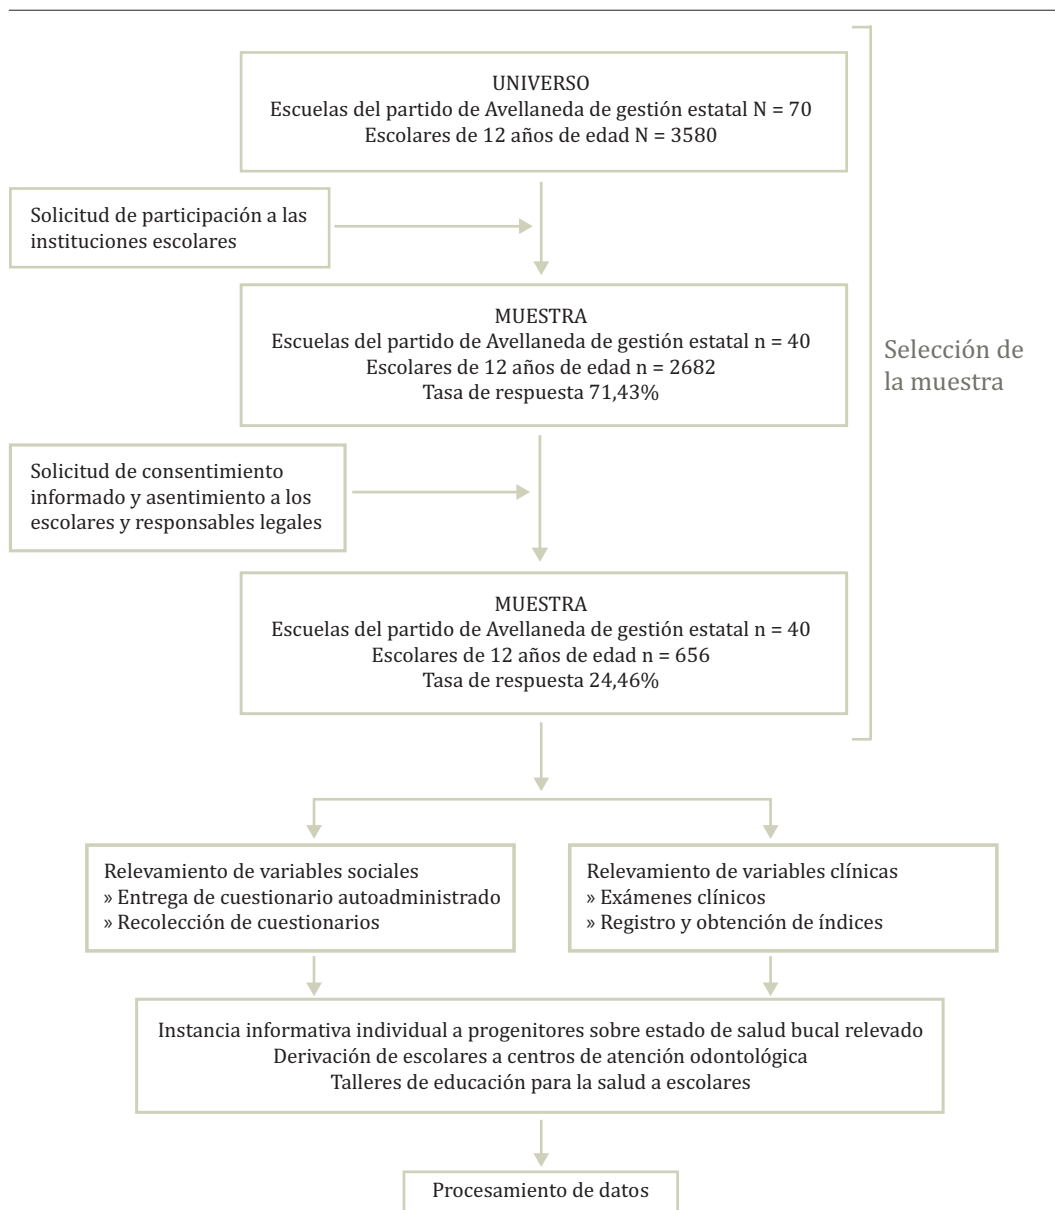 UNIVERSO
Escuelas del partido de Avellaneda de gestión estatal N = 70
Escolares de 12 años de edad N = 3580
Solicitud de participación a las
instituciones escolares
MUESTRA
Escuelas del partido de Avellaneda de gestión estatal n = 40
Escolares de 12 años de edad n = 2682
Tasa de respuesta 71,43%
Selección de
la muestra
Solicitud de consentimiento
informado y asentimiento a los
escolares y responsables legales
MUESTRA
Escuelas del partido de Avellaneda de gestión estatal n = 40
Escolares de 12 años de edad n = 656
Tasa de respuesta 24,46%
Relevamiento de variables sociales
» Entrega de cuestionario autoadministrado
» Recolección de cuestionarios
Relevamiento de variables clínicas
» Exámenes clínicos
» Registro y obtención de índices
Instancia informativa individual a progenitores sobre estado de salud bucal relevado
Derivación de escolares a centros de atención odontológica
Talleres de educación para la salud a escolares
Procesamiento de datos